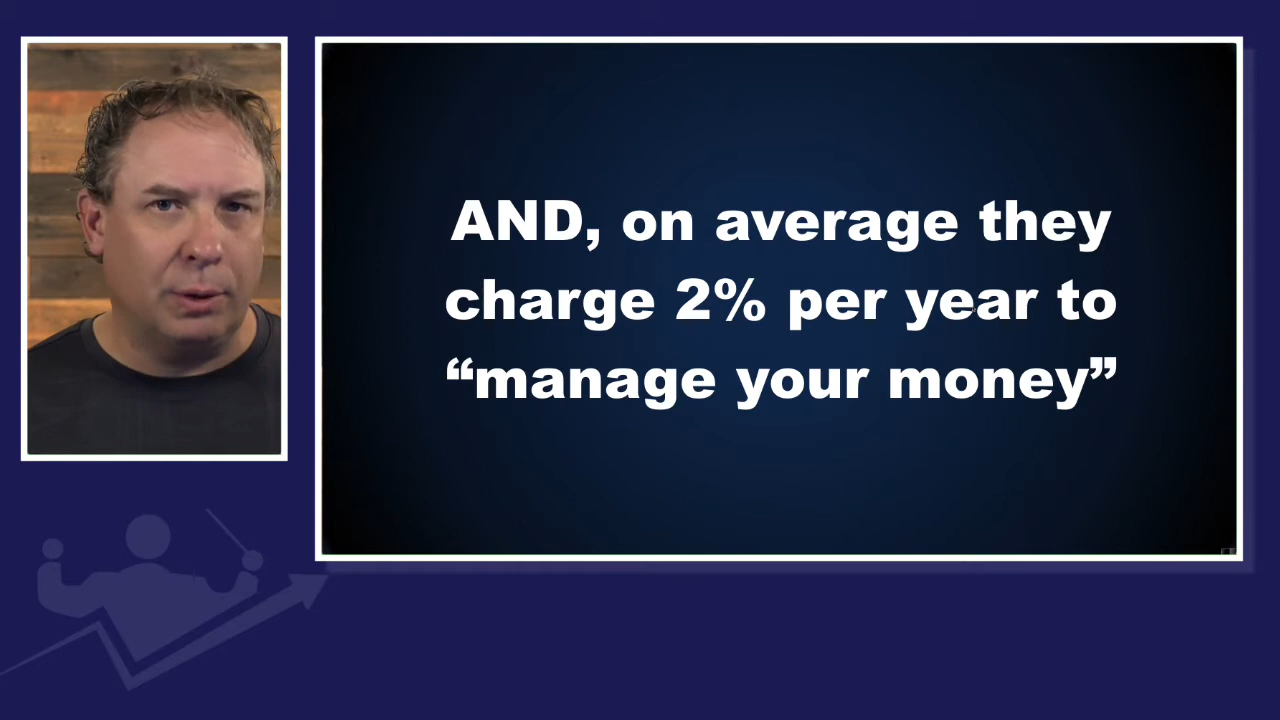 AND, on average they
charge 2% per year to
“manage your money”